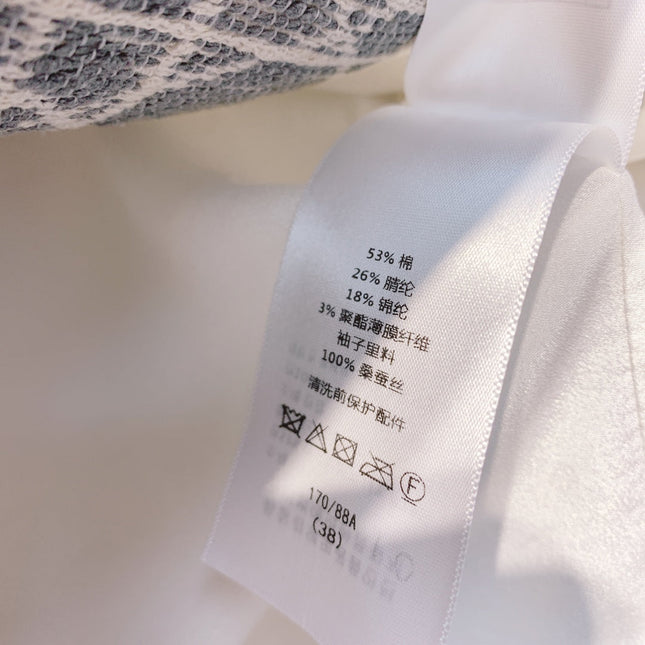 53% 棉
26% 腈纶
18% 锦纶
3% 聚酯薄膜纤维
袖子里料
100% 桑蚕丝
清洗前保护配件
F
170/88A
(38)